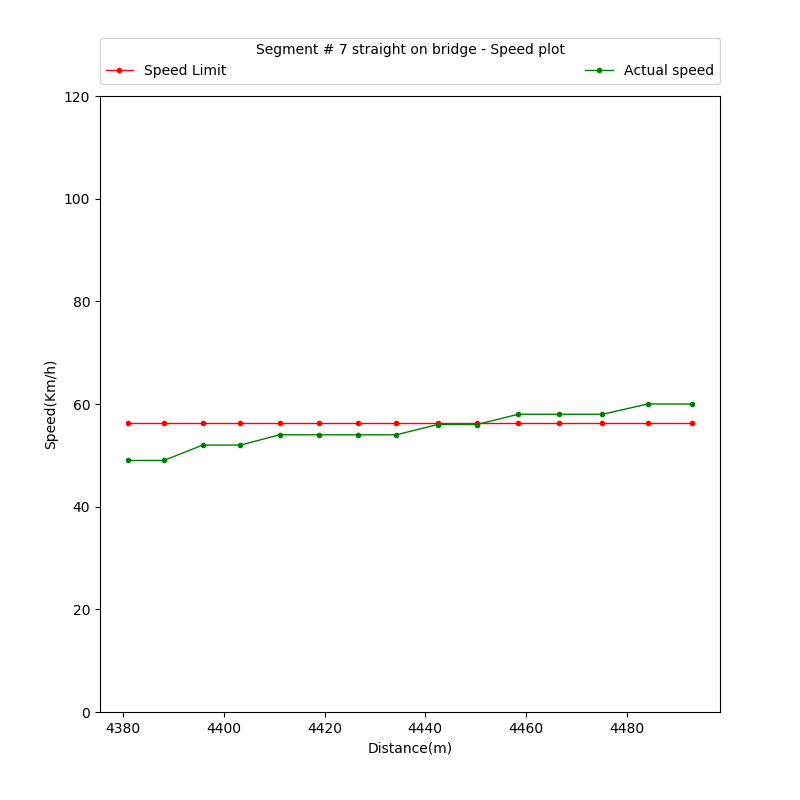 Segment # 7 straight on bridge - Speed plot
Speed Limit Actual speed
120
100
80
60
40
20
0
Speed(Km/h)
4380 4400 4420 4440 4460 4480
Distance(m)